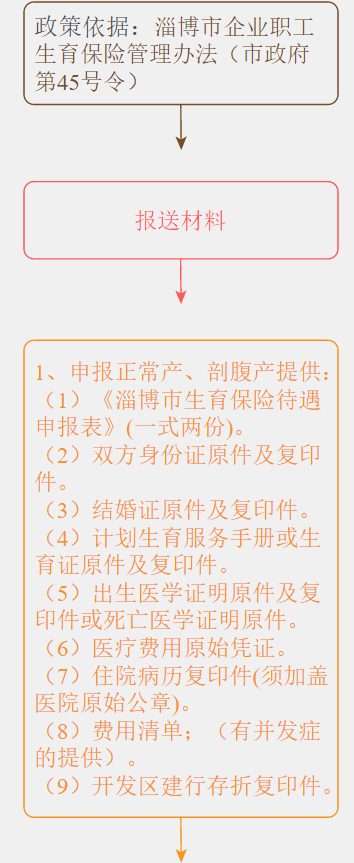 政策依据：淄博市企业职工
生育保险管理办法（市政府
第45号令）
报送材料
1、申报正常产、剖腹产提供：
（1）《淄博市生育保险待遇
申报表》(一式两份)。
（2）双方身份证原件及复印
件。
（3）结婚证原件及复印件。
（4）计划生育服务手册或生
育证原件及复印件。
（5）出生医学证明原件及复
印件或死亡医学证明原件。
（6）医疗费用原始凭证。
（7）住院病历复印件(须加盖
医院原始公章)。
（8）费用清单；（有并发症
的提供）。
（9）开发区建行存折复印件。